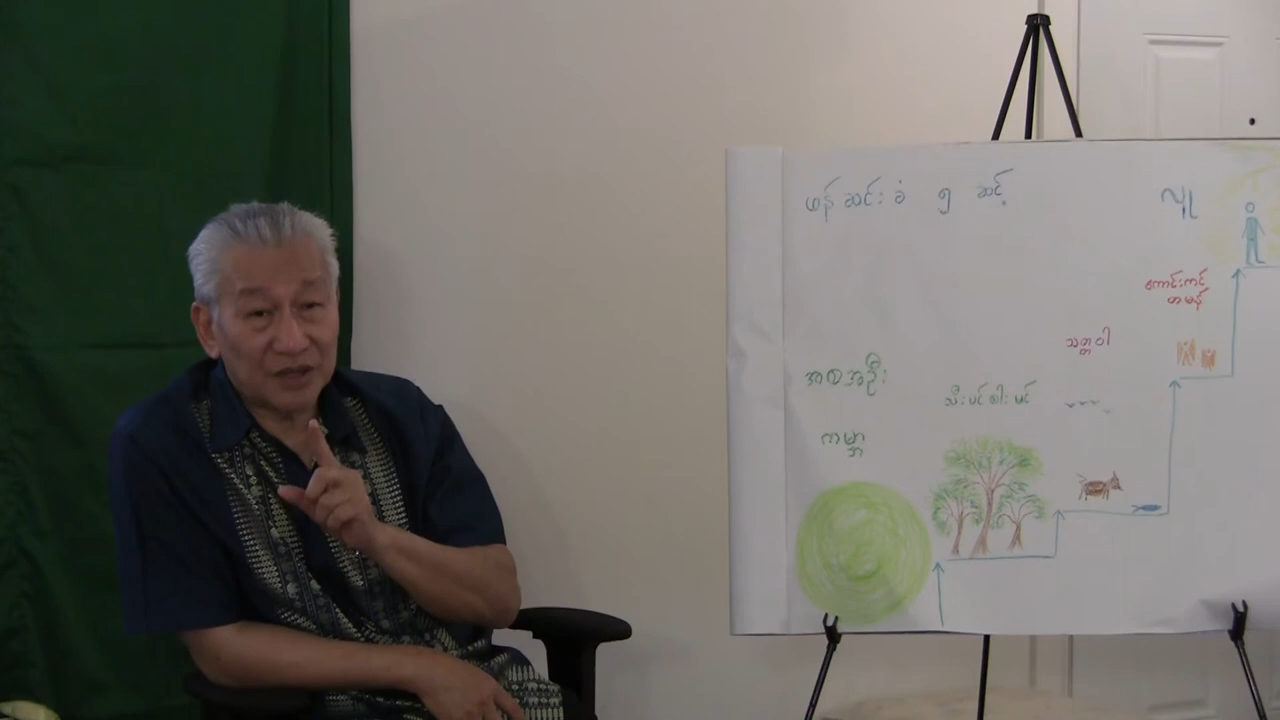 ဖန်ဆင်းခံ ၅ ဆင့်
လူ
ကောင်းကင်
တမန်
သတ္တဝါ
အစအဦး
သီးပင်စားပင်
ကမ္ဘာ